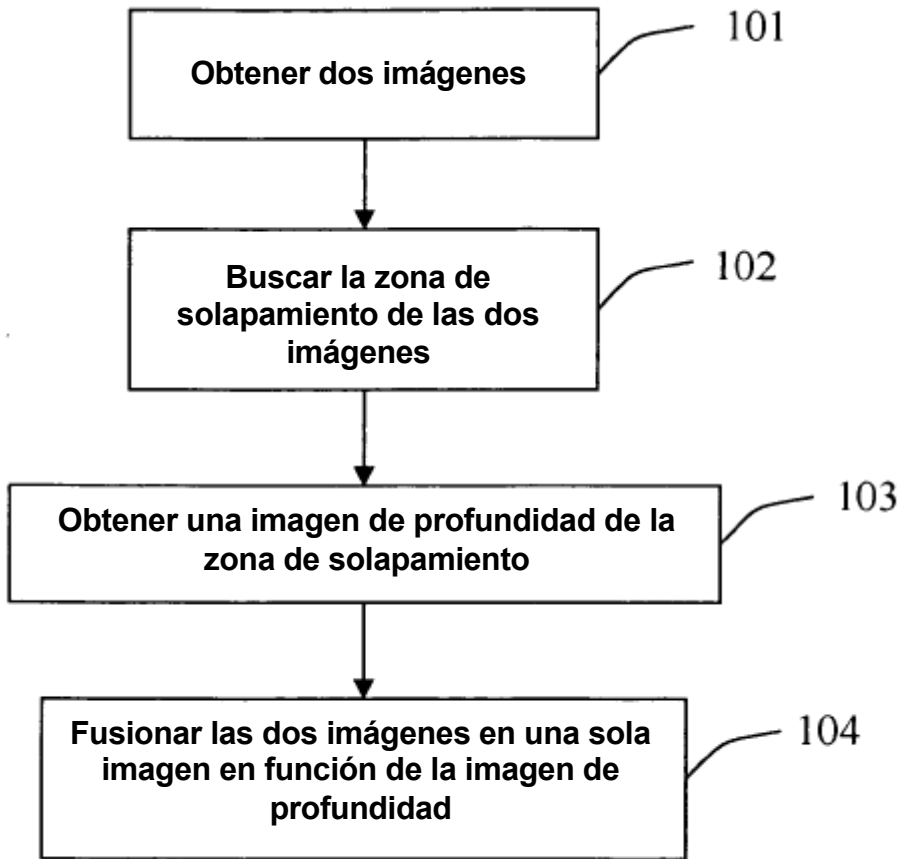 101
Obtener dos imágenes
102
Buscar la zona de
solapamiento de las dos
imágenes
103
Obtener una imagen de profundidad de la
zona de solapamiento
104
Fusionar las dos imágenes en una sola
imagen en función de la imagen de
profundidad